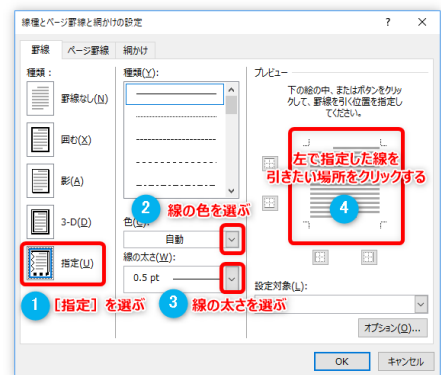 線種とページ罫線と網かけの設定
? ×
罫線 ページ罫線 網かけ
種類:
罫線なし(N)
囲む(X)
影(A)
3-D(D)
指定(U)
1 [指定] を選ぶ
種類(Y):
2 線の色を選ぶ
自動
線の太さ(W):
0.5 pt
3 線の太さを選ぶ
プレビュー
下の絵の中、またはボタンをクリッ
クして、罫線を引く位置を指定し
てください。
左で指定した線を
引きたい場所をクリックする
4
設定対象(L):
オプション(O)...
OK キャンセル